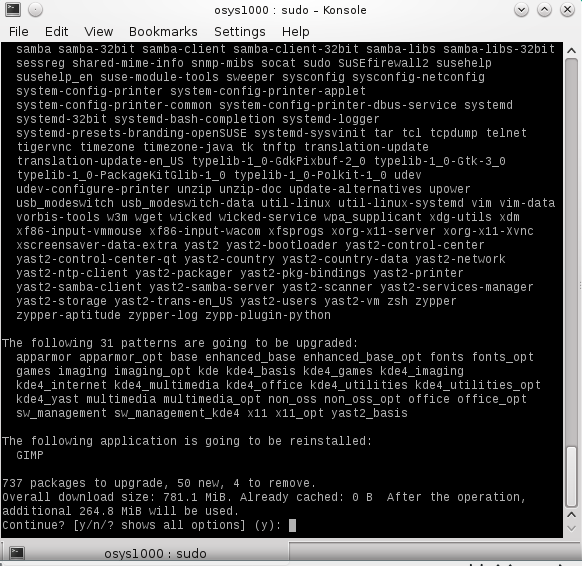 osys1000 : sudo – Konsole
File Edit View Bookmarks Settings Help
samba samba-32bit samba-client samba-client-32bit samba-libs samba-libs-32bit
sessreg shared-mime-info snmp-mibs socat sudo SuSEfirewall2 susehelp
susehelp_en suse-module-tools sweeper sysconfig sysconfig-netconfig
system-config-printer system-config-printer-applet
system-config-printer-common system-config-printer-dbus-service systemd
systemd-32bit systemd-bash-completion systemd-logger
systemd-presets-branding-openSUSE systemd-sysvinit tar tcl tcpdump telnet
tigervnc timezone timezone-java tk tnftp translation-update
translation-update-en_US typelib-1_0-GdkPixbuf-2_0 typelib-1_0-Gtk-3_0
typelib-1_0-PackageKitGlib-1_0 typelib-1_0-Polkit-1_0 udev
udev-configure-printer unzip unzip-doc update-alternatives upower
usb_modeswitch usb_modeswitch-data util-linux util-linux-systemd vim vim-data
vorbis-tools w3m wget wicked wicked-service wpa_supplicant xdg-utils xdm
xf86-input-vmmouse xf86-input-wacom xfsprogs xorg-x11-server xorg-x11-Xvnc
xscreensaver-data-extra yast2 yast2-bootloader yast2-control-center
yast2-control-center-qt yast2-country yast2-country-data yast2-network
yast2-ntp-client yast2-packager yast2-pkg-bindings yast2-printer
yast2-samba-client yast2-samba-server yast2-scanner yast2-services-manager
yast2-storage yast2-trans-en_US yast2-users yast2-vm zsh zypper
zypper-aptitude zypper-log zypp-plugin-python
The following 31 patterns are going to be upgraded:
apparmor apparmor_opt base enhanced_base enhanced_base_opt fonts fonts_opt
games imaging imaging_opt kde kde4_basis kde4_games kde4_imaging
kde4_internet kde4_multimedia kde4_office kde4_utilities kde4_utilities_opt
kde4_yast multimedia multimedia_opt non_oss non_oss_opt office office_opt
sw_management sw_management_kde4 x11 x11_opt yast2_basis
The following application is going to be reinstalled:
GIMP
737 packages to upgrade, 50 new, 4 to remove.
Overall download size: 781.1 MiB. Already cached: 0 B  After the operation,
additional 264.8 MiB will be used.
Continue? [y/n/? shows all options] (y):
osys1000 : sudo